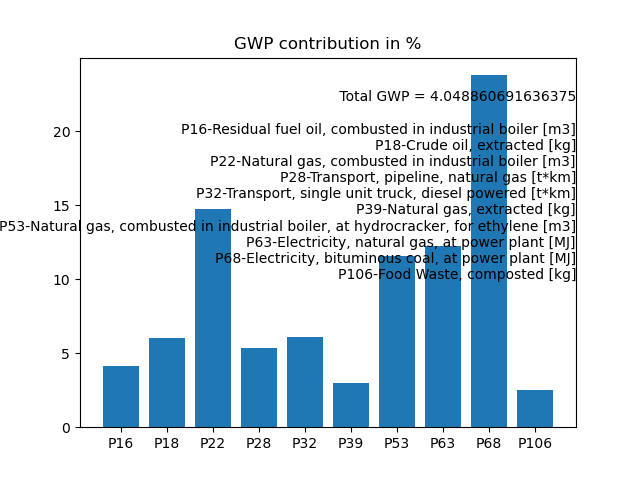 GWP contribution in %
Total GWP = 4.048860691636375
P16-Residual fuel oil, combusted in industrial boiler [m3]
P18-Crude oil, extracted [kg]
P22-Natural gas, combusted in industrial boiler [m3]
P28-Transport, pipeline, natural gas [t*km]
P32-Transport, single unit truck, diesel powered [t*km]
P39-Natural gas, extracted [kg]
P53-Natural gas, combusted in industrial boiler, at hydrocracker, for ethylene [m3]
P63-Electricity, natural gas, at power plant [MJ]
P68-Electricity, bituminous coal, at power plant [MJ]
P106-Food Waste, composted [kg]
20
15
10
5
0
P16 P18 P22 P28 P32 P39 P53 P63 P68 P106